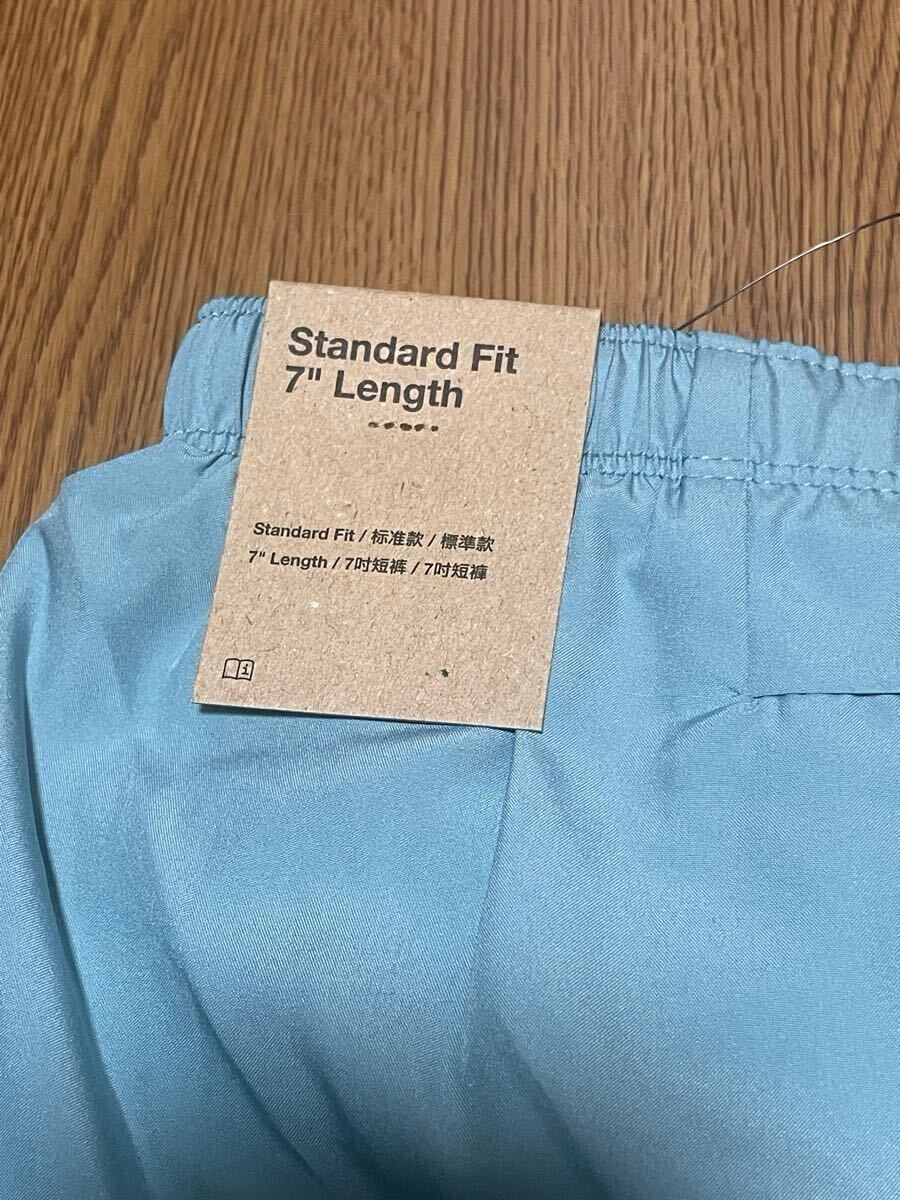 Standard Fit
7" Length
Standard Fit / 标准款 / 標準款
7" Length / 7吋短裤 / 7吋短褲
i